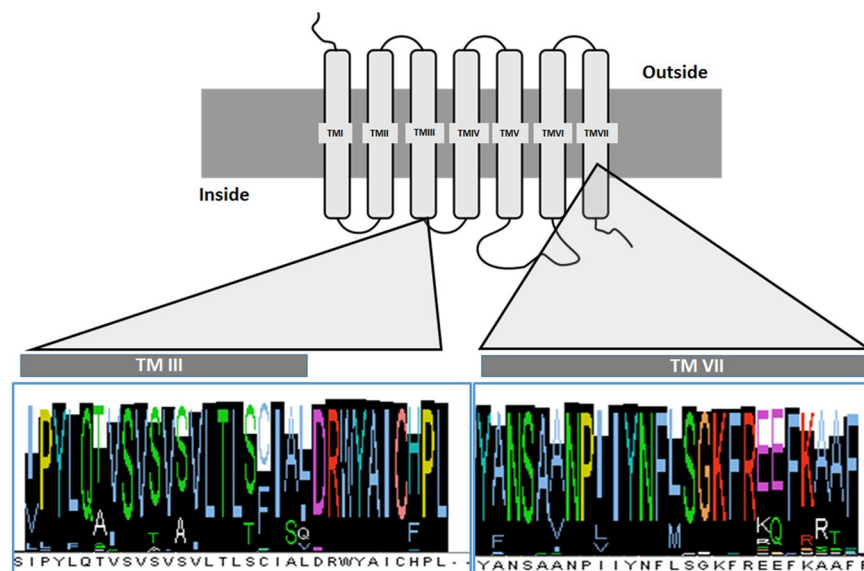 Outside
TMI TMII TMIII TMIV TMV TMVI TMVII
Inside
TM III TM VII
SIPYLQTVSVSVSVLTLSCIALDRWYAICHPL-- YANSAANPIIYNFLSGKFREEFKAAF